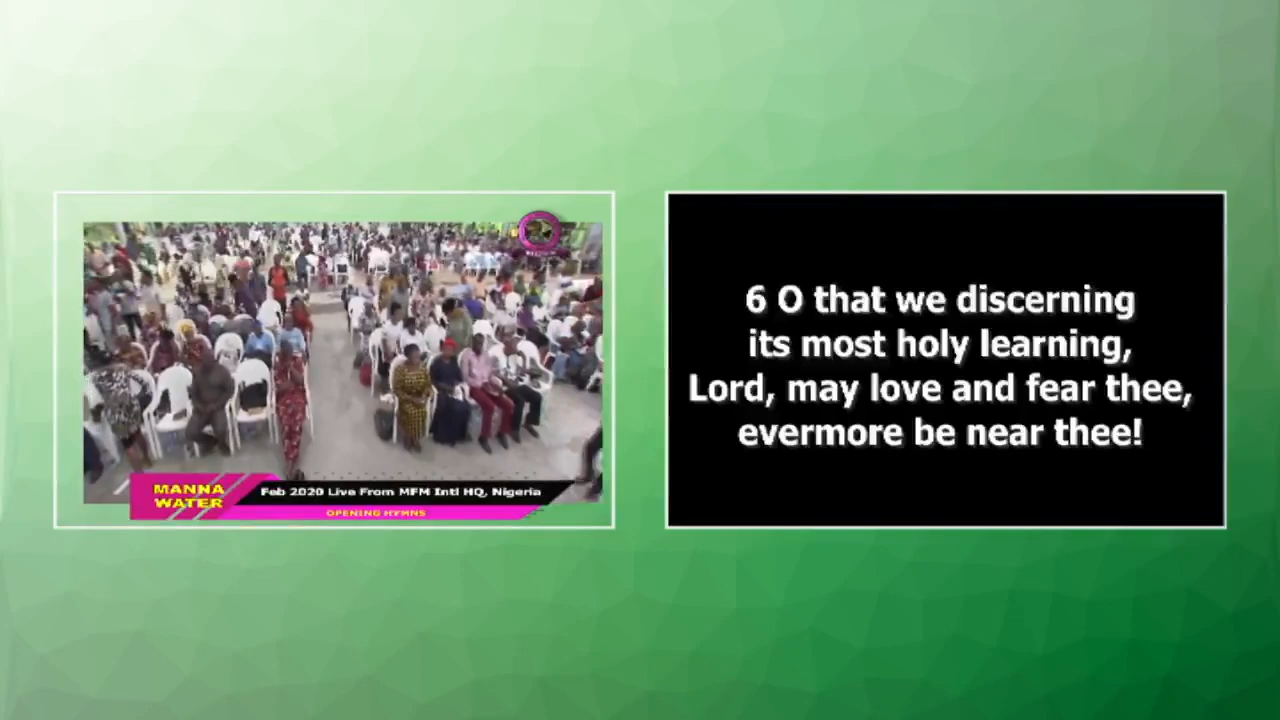 MANNA
WATER
Feb 2020 Live From MFM Intl HQ, Nigeria
OPENING HYMNS
6 O that we discerning
its most holy learning,
Lord, may love and fear thee,
evermore be near thee!